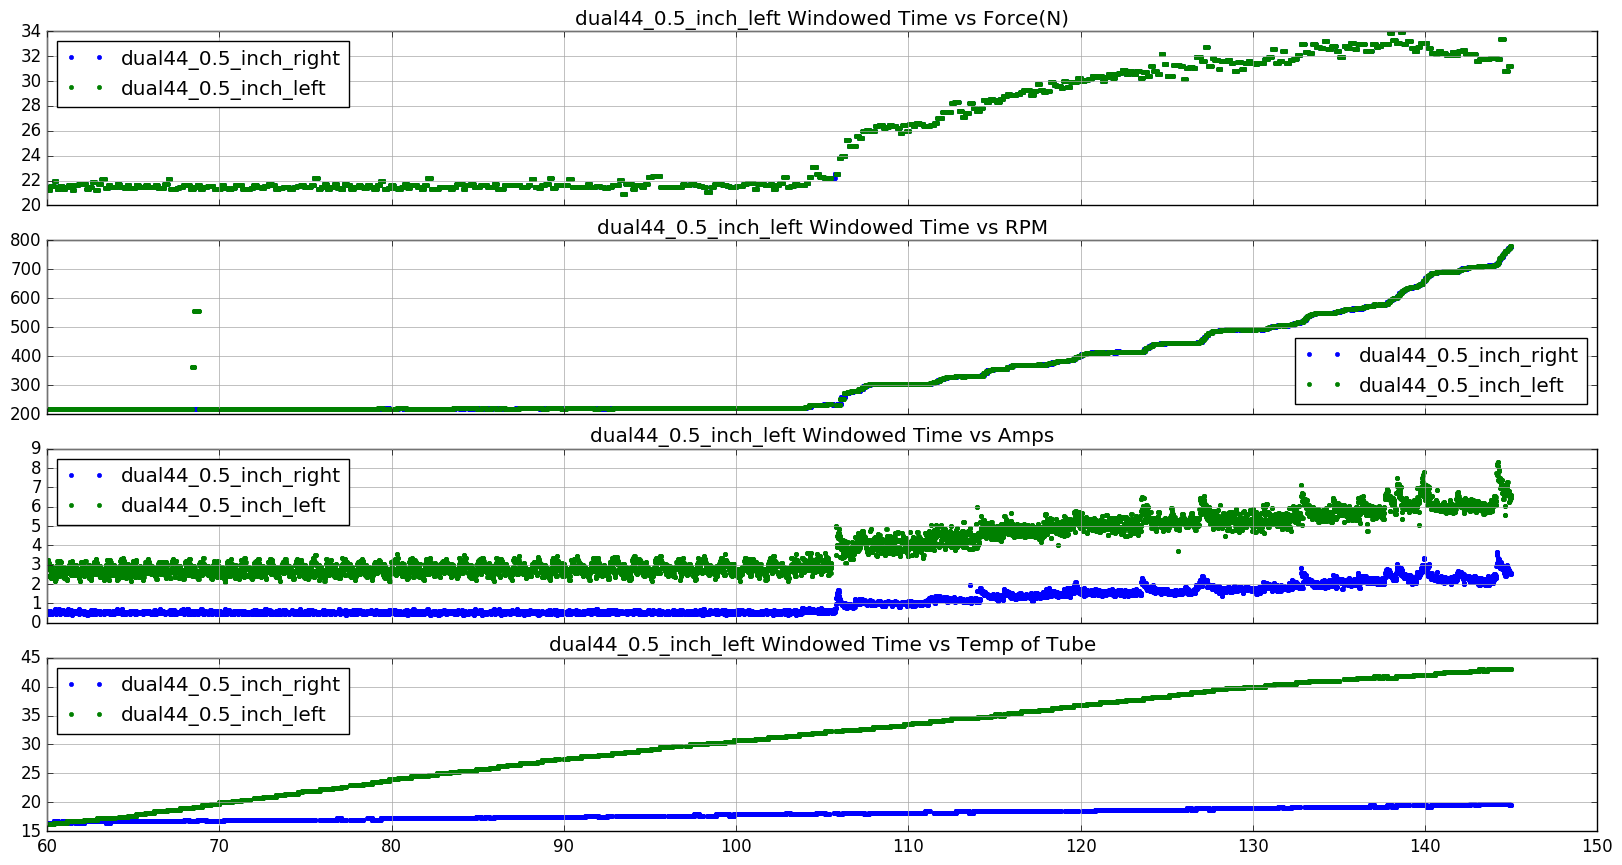 dual44_0.5_inch_left Windowed Time vs Force(N)
34
32
30
28
26
24
22
20
dual44_0.5_inch_right
dual44_0.5_inch_left
dual44_0.5_inch_left Windowed Time vs RPM
800
700
600
500
400
300
200
dual44_0.5_inch_right
dual44_0.5_inch_left
dual44_0.5_inch_left Windowed Time vs Amps
9
8
7
6
5
4
3
2
1
0
dual44_0.5_inch_right
dual44_0.5_inch_left
dual44_0.5_inch_left Windowed Time vs Temp of Tube
45
40
35
30
25
20
15
dual44_0.5_inch_right
dual44_0.5_inch_left
60 70 80 90 100 110 120 130 140 150